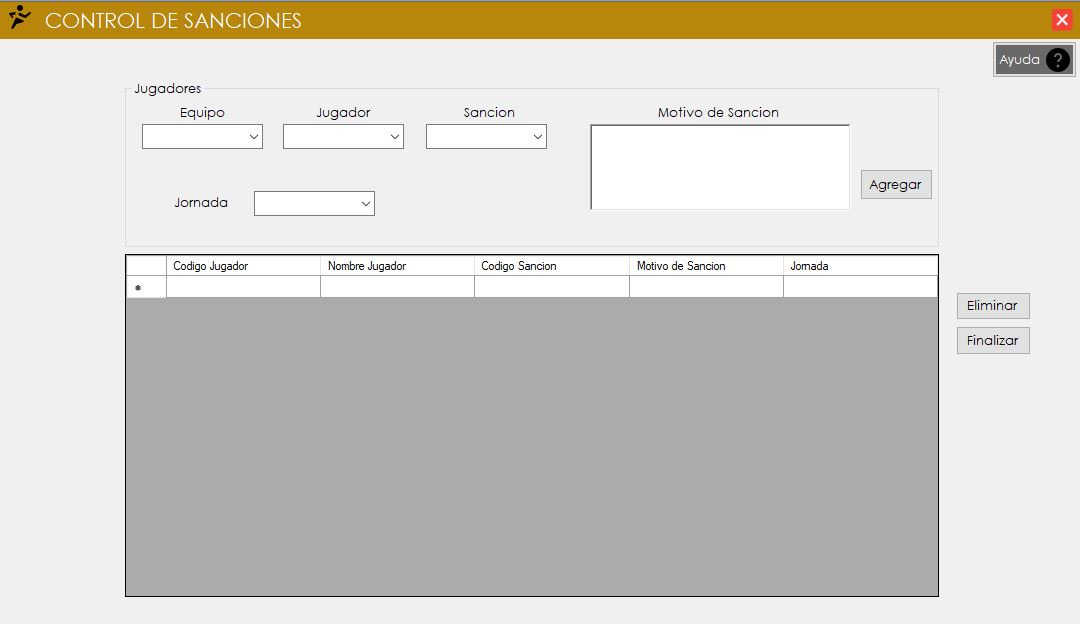 CONTROL DE SANCIONES
Ayuda ?
Jugadores
Equipo Jugador Sancion Motivo de Sancion
Agregar
Jornada
Codigo Jugador Nombre Jugador Codigo Sancion Motivo de Sancion Jornada
*
Eliminar
Finalizar